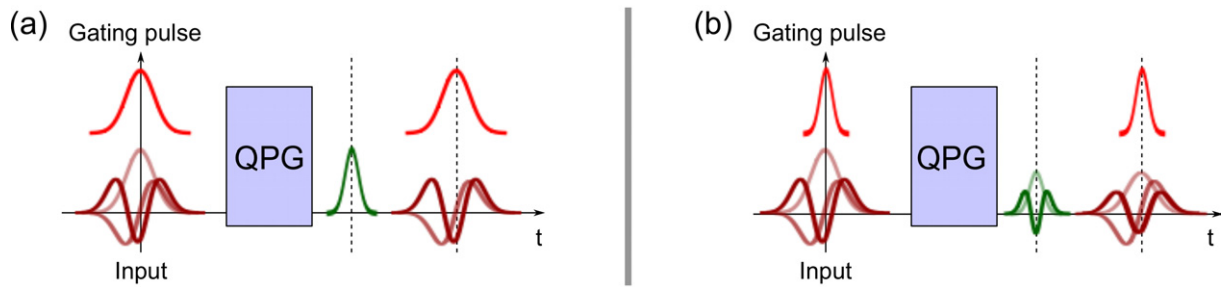 (a)
Gating pulse
QPG
t
Input
(b)
Gating pulse
QPG
t
Input